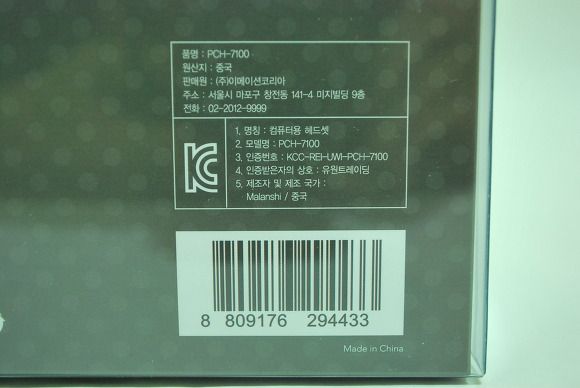 품명 : PCH-7100
원산지 : 중국
판매원 : (주)이메이션코리아
주소 : 서울시 마포구 창전동 141-4 미지빌딩 9층
전화 : 02-2012-9999
KC
1. 명칭 : 컴퓨터용 헤드셋
2. 모델명 : PCH-7100
3. 인증번호 : KCC-REI-UWI-PCH-7100
4. 인증받은자의 상호 : 유원트레이딩
5. 제조자 및 제조 국가 :
Malanshi / 중국
8 809176 294433
Made in China